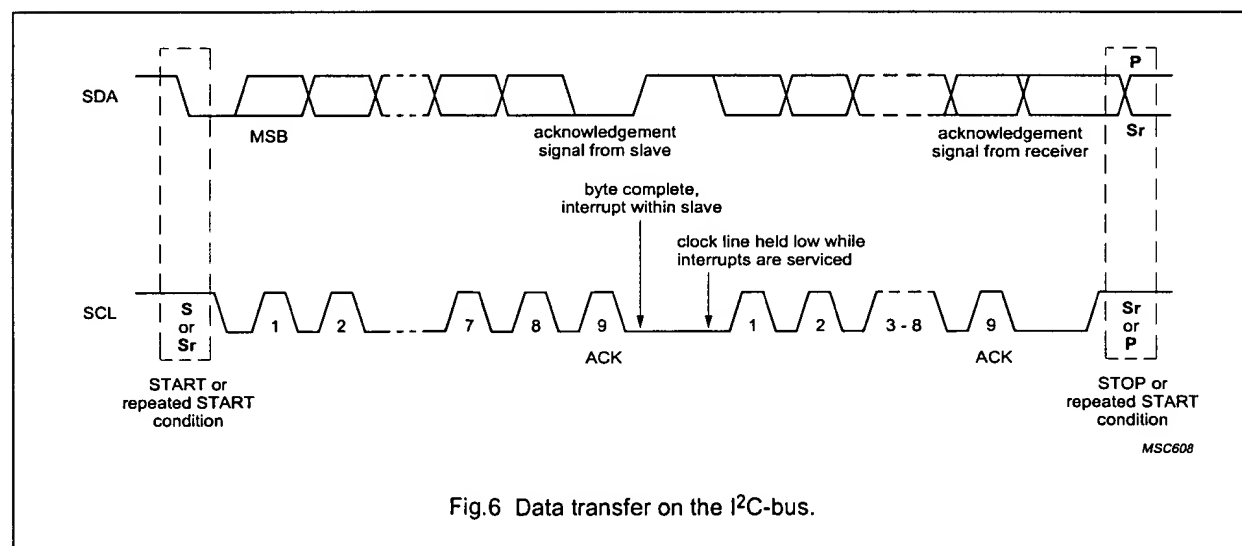 P
SDA
MSB
acknowledgement
signal from slave
acknowledgement
signal from receiver
Sr
byte complete,
interrupt within slave
clock line held low while
interrupts are serviced
SCL
S
or
Sr
1
2
7
8
9
1
2
3 - 8
9
Sr
or
P
ACK
ACK
START or
repeated START
condition
STOP or
repeated START
condition
MSC608
Fig.6 Data transfer on the I²C-bus.